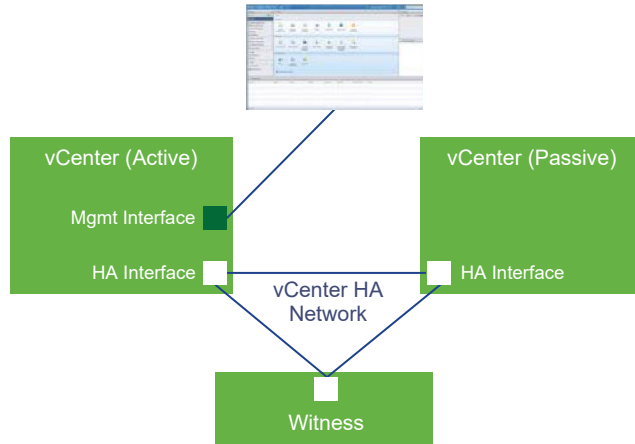 vCenter (Active)
vCenter (Passive)
Mgmt Interface
HA Interface
HA Interface
vCenter HA
Network
Witness